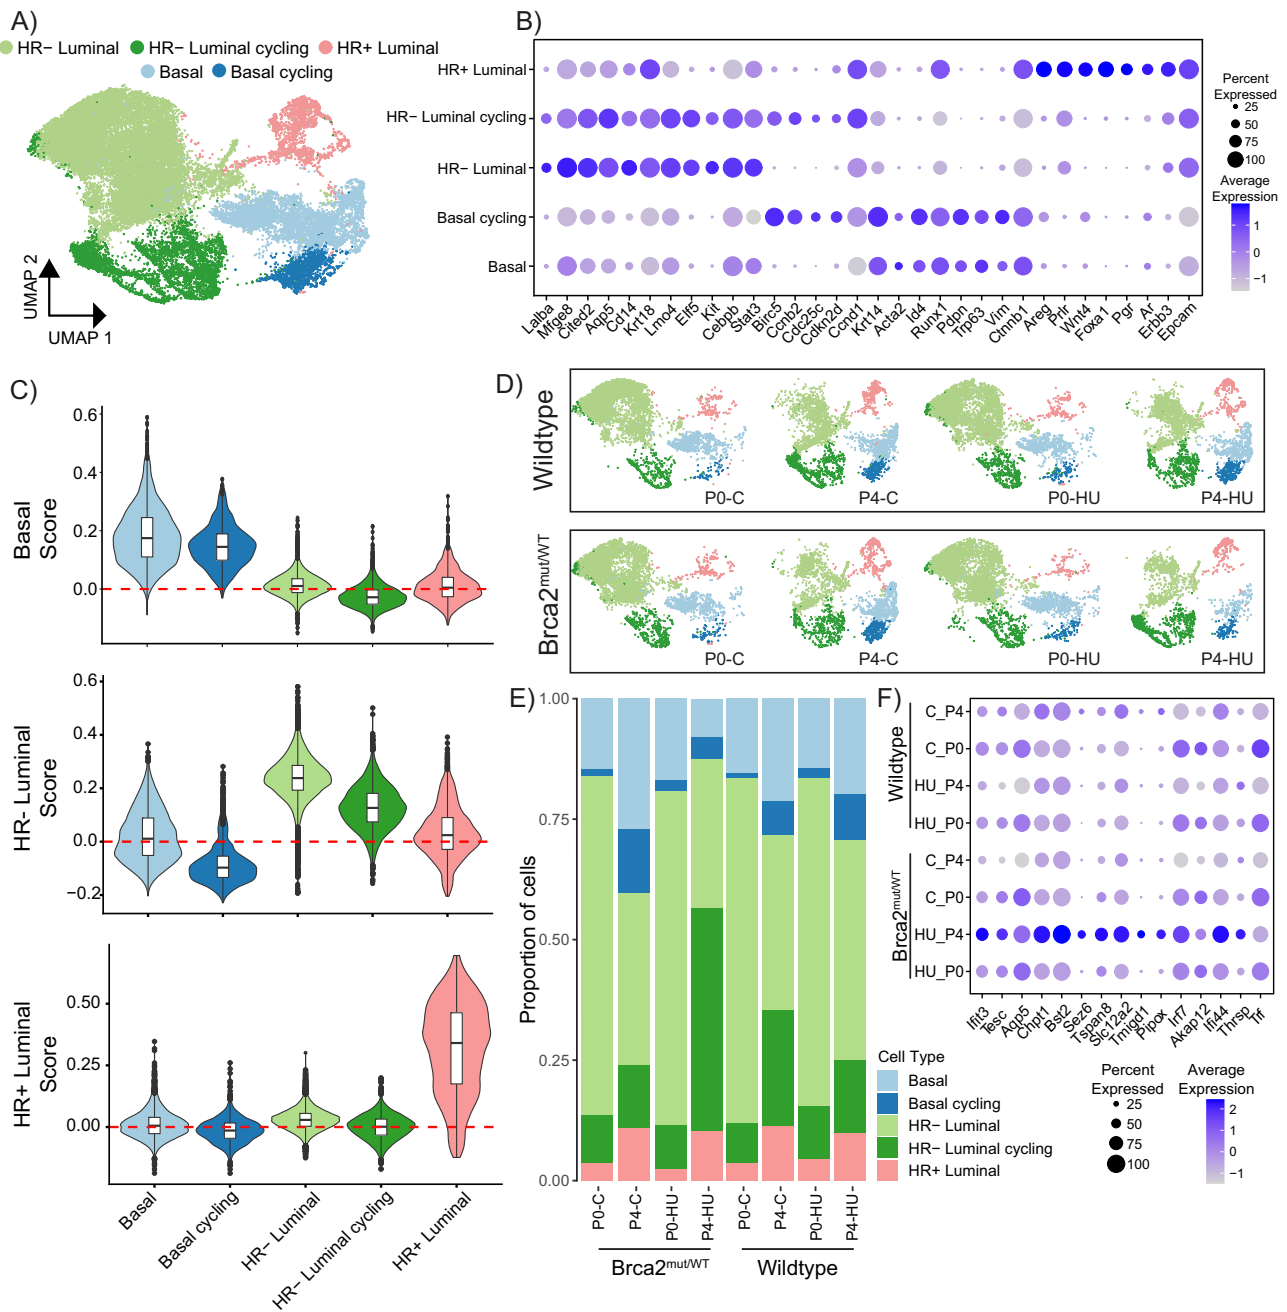 A)
HR− Luminal HR− Luminal cycling HR+ Luminal
Basal Basal cycling
UMAP 2
UMAP 1
B)
HR+ Luminal
HR− Luminal cycling
HR− Luminal
Basal cycling
Basal
Lalba Mfge8 Cited2 Aqp5 Cd14 Krt18 Lmo4 Elf5 Kit Cebpb Stat3 Birc5 Ccnb2 Cdc25c Cdkn2d Ccnd1 Krt14 Acta2 Id4 Runx1 Pdpn Trp63 Vim Ctnnb1 Areg Prlr Wnt4 Foxa1 Pgr Ar Erbb3 Epcam
Percent
Expressed
25
50
75
100
Average
Expression
1
0
−1
C)
Basal
Score
0.6
0.4
0.2
0.0
HR- Luminal
Score
0.6
0.4
0.2
0.0
−0.2
HR+ Luminal
Score
0.50
0.25
0.00
Basal
Basal cycling
HR− Luminal
HR− Luminal cycling
HR+ Luminal
D)
Wildtype
P0-C P4-C P0-HU P4-HU
Brca2mut/WT
P0-C P4-C P0-HU P4-HU
E)
Proportion of cells
1.00
0.75
0.50
0.25
0.00
P0-C P4-C P0-HU P4-HU P0-C P4-C P0-HU P4-HU
Brca2mut/WT Wildtype
Cell Type
Basal
Basal cycling
HR− Luminal
HR− Luminal cycling
HR+ Luminal
F)
Wildtype
C_P4
C_P0
HU_P4
HU_P0
Brca2mut/WT
C_P4
C_P0
HU_P4
HU_P0
Ifit3 Tesc Aqp5 Chpt1 Bst2 Sez6 Tspan8 Slc12a2 Tmigd1 Pipox Irf7 Akap12 Ifi44 Thrsp Trf
Percent
Expressed
25
50
75
100
Average
Expression
2
1
0
−1